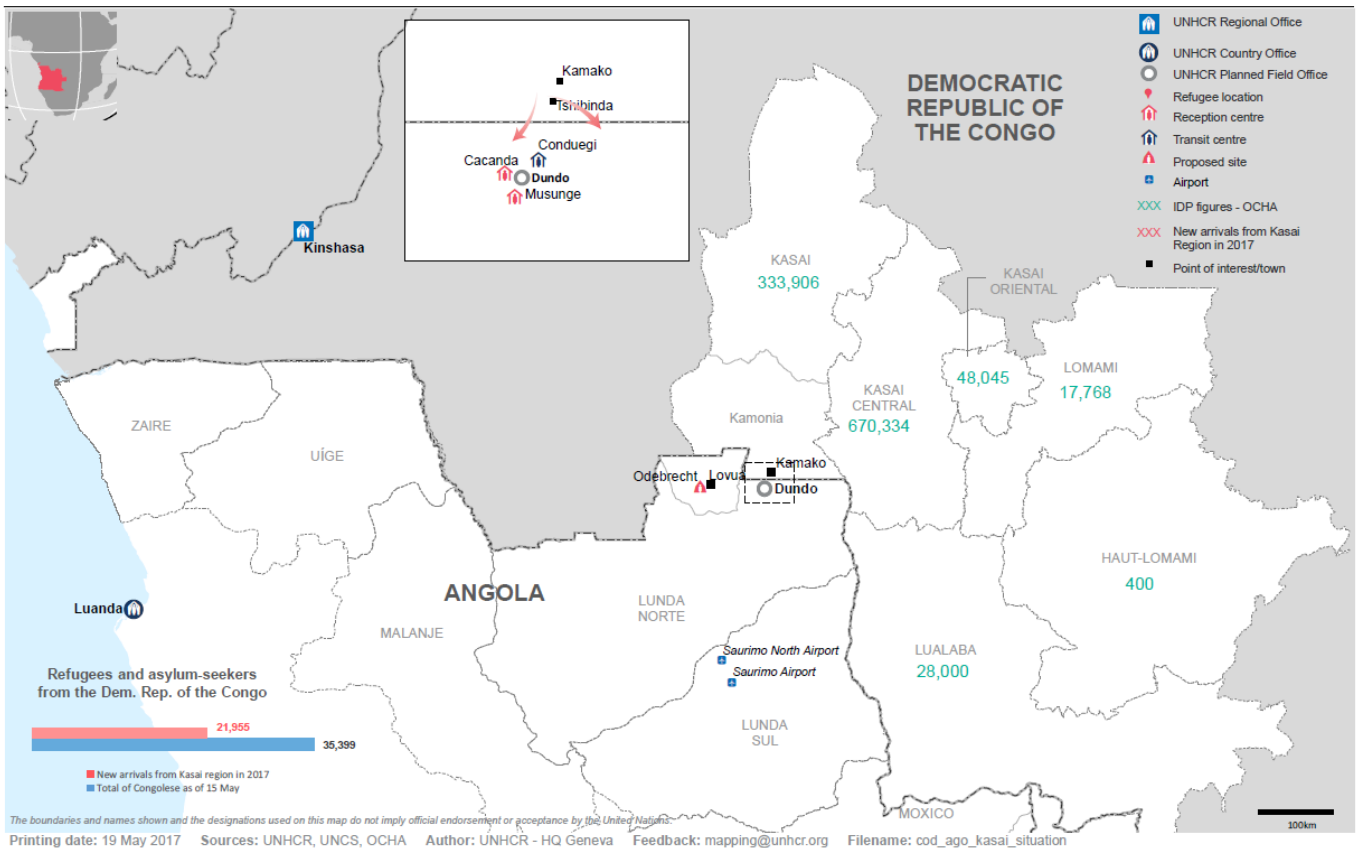 UNHCR Regional Office
UNHCR Country Office
UNHCR Planned Field Office
Refugee location
Reception centre
Transit centre
Proposed site
Airport
XXX IDP figures - OCHA
XXX New arrivals from Kasai
Region in 2017
Point of interest/town
Kamako
Tshibinda
Conduegi
Cacanda
Dundo
Musunge
DEMOCRATIC
REPUBLIC OF
THE CONGO
Kinshasa
KASAI
333,906
KASAI
ORIENTAL
48,045
LOMAMI
17,768
KASAI
CENTRAL
670,334
Kamonia
ZAIRE
UÍGE
Odebrecht
Lovua
Kamako
Dundo
HAUT-LOMAMI
400
ANGOLA
Luanda
MALANJE
LUNDA
NORTE
LUALABA
28,000
Saurimo North Airport
Saurimo Airport
LUNDA
SUL
MOXICO
Refugees and asylum-seekers
from the Dem. Rep. of the Congo
21,955
35,399
New arrivals from Kasai region in 2017
Total of Congolese as of 15 May
100km
The boundaries and names shown and the designations used on this map do not imply official endorsement or acceptance by the United Nations.
Printing date: 19 May 2017 Sources: UNHCR, UNCS, OCHA Author: UNHCR - HQ Geneva Feedback: mapping@unhcr.org Filename: cod_ago_kasai_situation